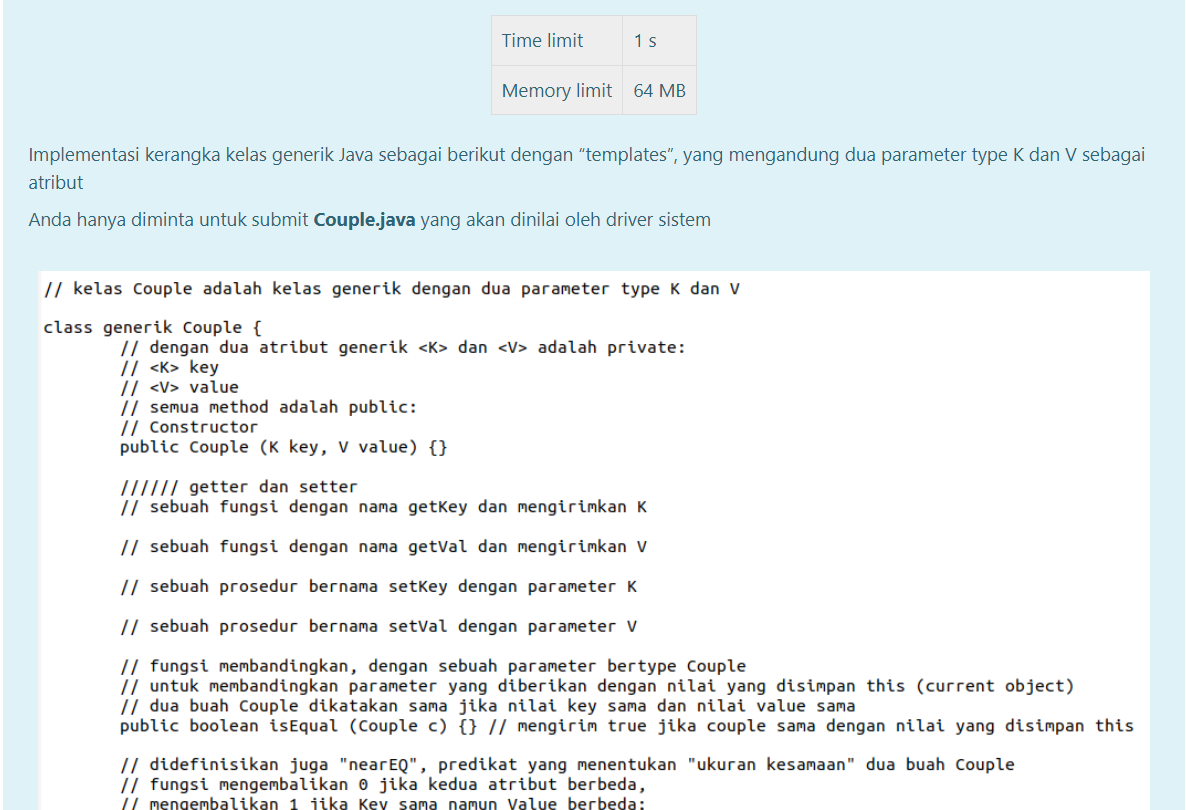 Time limit 1 s
Memory limit 64 MB
Implementasi kerangka kelas generik Java sebagai berikut dengan “templates”, yang mengandung dua parameter type K dan V sebagai
atribut
Anda hanya diminta untuk submit Couple.java yang akan dinilai oleh driver sistem
// kelas Couple adalah kelas generik dengan dua parameter type K dan V
class generik Couple {
// dengan dua atribut generik <K> dan <V> adalah private:
// <K> key
// <V> value
// semua method adalah public:
// Constructor
public Couple (K key, V value) {}
////// getter dan setter
// sebuah fungsi dengan nama getKey dan mengirimkan K
// sebuah fungsi dengan nama getVal dan mengirimkan V
// sebuah prosedur bernama setKey dengan parameter K
// sebuah prosedur bernama setVal dengan parameter V
// fungsi membandingkan, dengan sebuah parameter bertype Couple
// untuk membandingkan parameter yang diberikan dengan nilai yang disimpan this (current object)
// dua buah Couple dikatakan sama jika nilai key sama dan nilai value sama
public boolean isEqual (Couple c) {} // mengirim true jika couple sama dengan nilai yang disimpan this
// didefinisikan juga "nearEQ", predikat yang menentukan "ukuran kesamaan" dua buah Couple
// fungsi mengembalikan 0 jika kedua atribut berbeda,
// mengembalikan 1 jika Key sama namun Value berbeda;